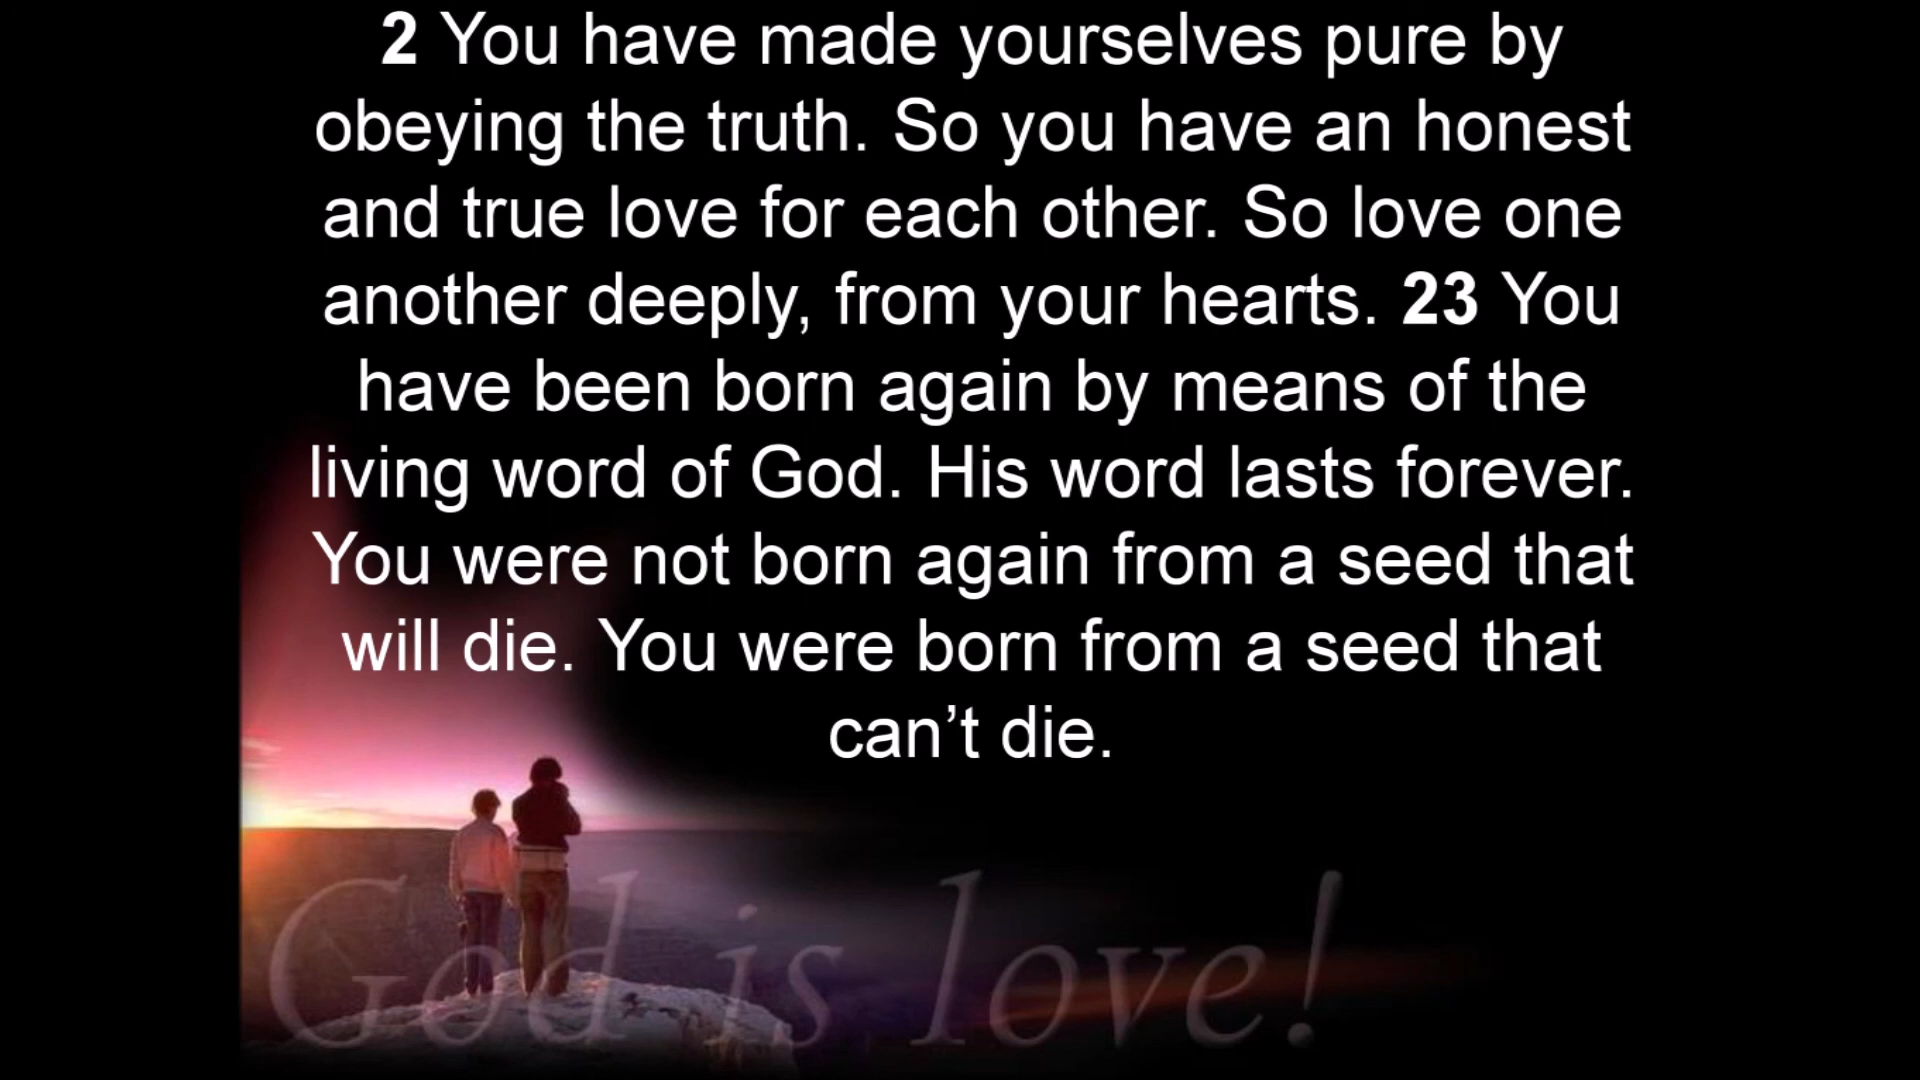 2 You have made yourselves pure by
obeying the truth. So you have an honest
and true love for each other. So love one
another deeply, from your hearts. 23 You
have been born again by means of the
living word of God. His word lasts forever.
You were not born again from a seed that
will die. You were born from a seed that
can’t die.
God is love!